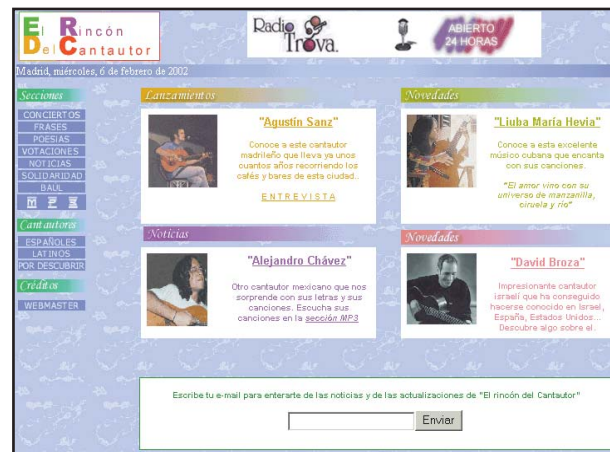 El Rincón
Del Cantautor
Radio
Trova.
ABIERTO
24 HORAS
Madrid, miércoles, 6 de febrero de 2002
Secciones
CONCIERTOS
FRASES
POESIAS
VOTACIONES
NOTICIAS
SOLIDARIDAD
BAUL
M P 3
Cantautores
ESPAÑOLES
LATINOS
POR DESCUBRIR
Créditos
WEBMASTER
Lanzamientos
"Agustín Sanz"
Conoce a este cantautor
madrileño que lleva ya unos
cuantos años recorriendo los
cafés y bares de esta ciudad..
ENTREVISTA
Novedades
"Liuba María Hevia"
Conoce a esta excelente
músico cubana que encanta
con sus canciones.
"El amor vino con su
universo de manzanilla,
ciruela y río"
Noticias
"Alejandro Chávez"
Otro cantautor mexicano que nos
sorprende con sus letras y sus
canciones. Escucha sus
canciones en la sección MP3
Novedades
"David Broza"
Impresionante cantautor
israelí que ha conseguido
hacerse conocido en Israel,
España, Estados Unidos...
Descubre algo sobre el.
Escribe tu e-mail para enterarte de las noticias y de las actualizaciones de "El rincón del Cantautor"
Enviar